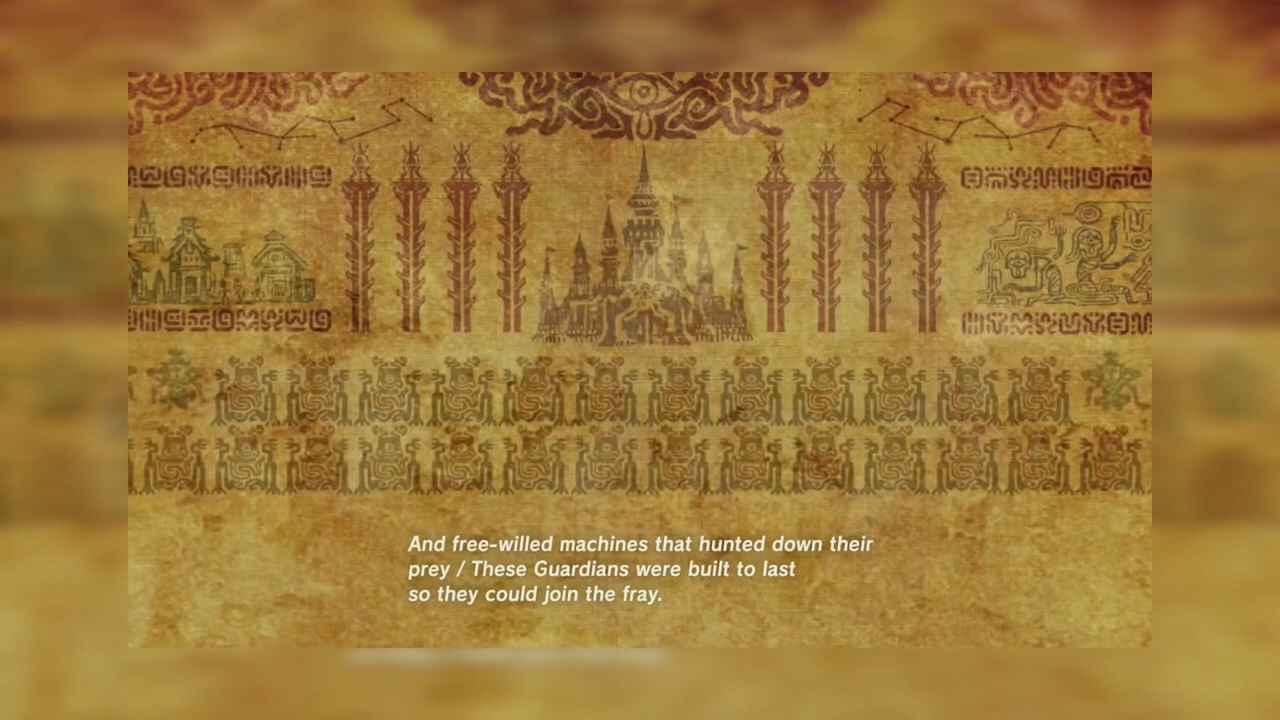 And free-willed machines that hunted down their
prey / These Guardians were built to last
so they could join the fray.